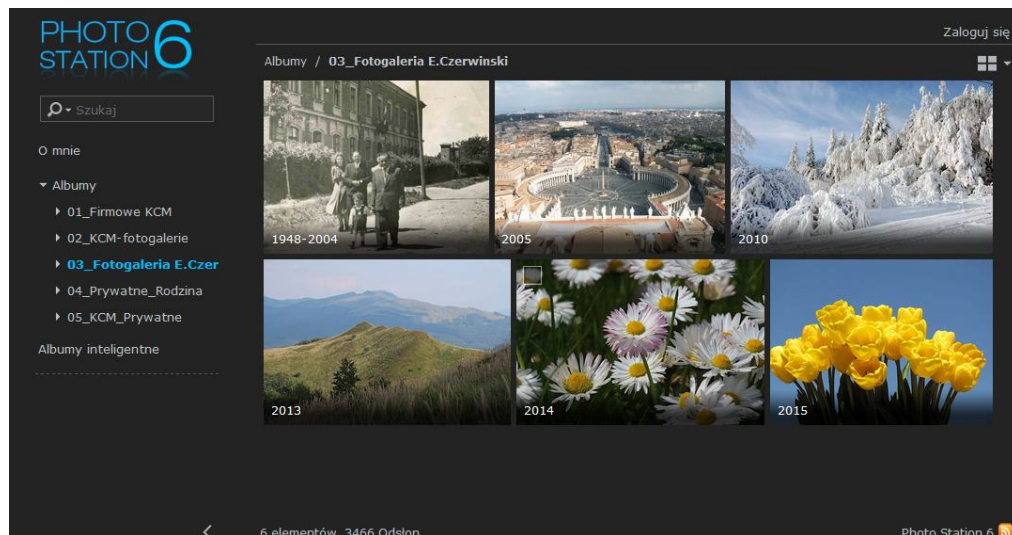 PHOTO
STATION 6
Zaloguj się
Albumy / 03_Fotogaleria E.Czerwinski
Szukaj
O mnie
Albumy
01_Firmowe KCM
02_KCM-fotogalerie
03_Fotogaleria E.Czer
04_Prywatne_Rodzina
05_KCM_Prywatne
Albumy inteligentne
1948-2004
2005
2010
2013
2014
2015
6 elementów, 3466 Odsłon
Photo Station 6